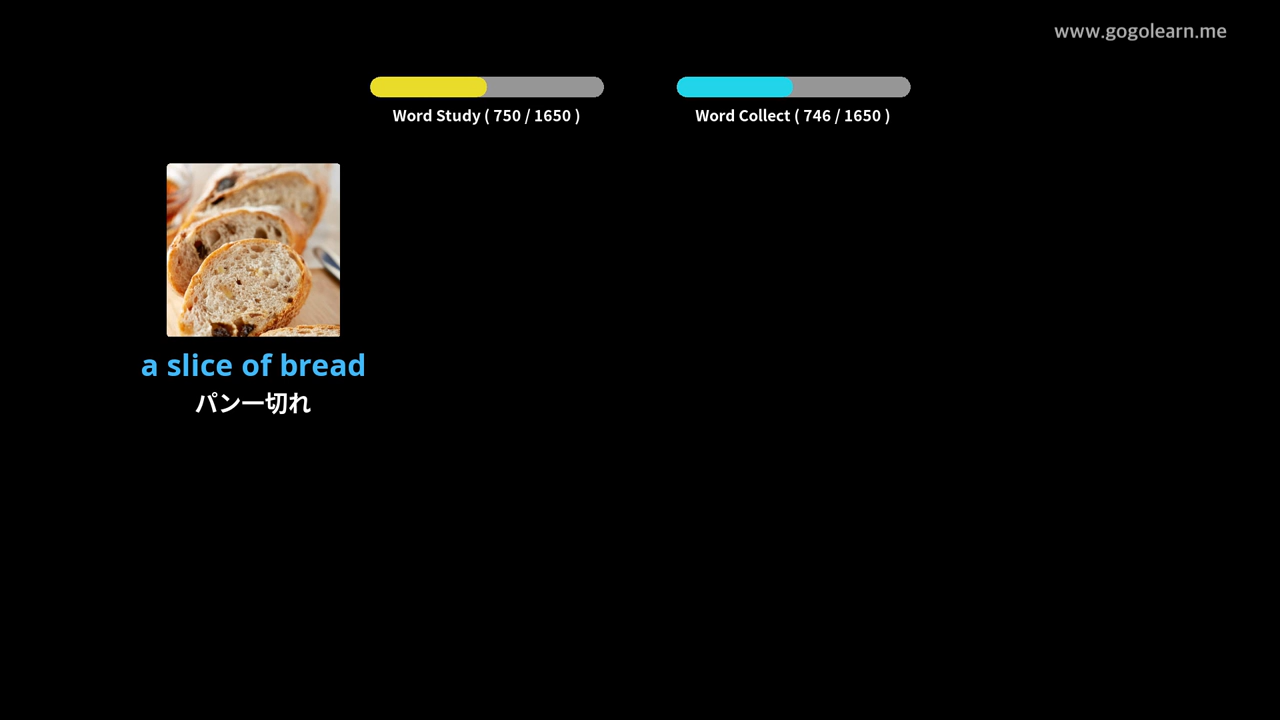 www.gogolearn.me
Word Study ( 750 / 1650 )
Word Collect ( 746 / 1650 )
a slice of bread
パン一切れ